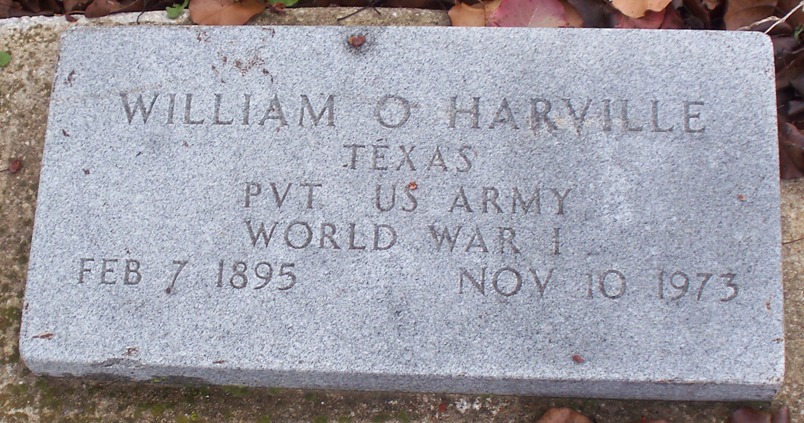 WILLIAM O HARVILLE
TEXAS
PVT US ARMY
WORLD WAR I
FEB 7 1895 NOV 10 1973